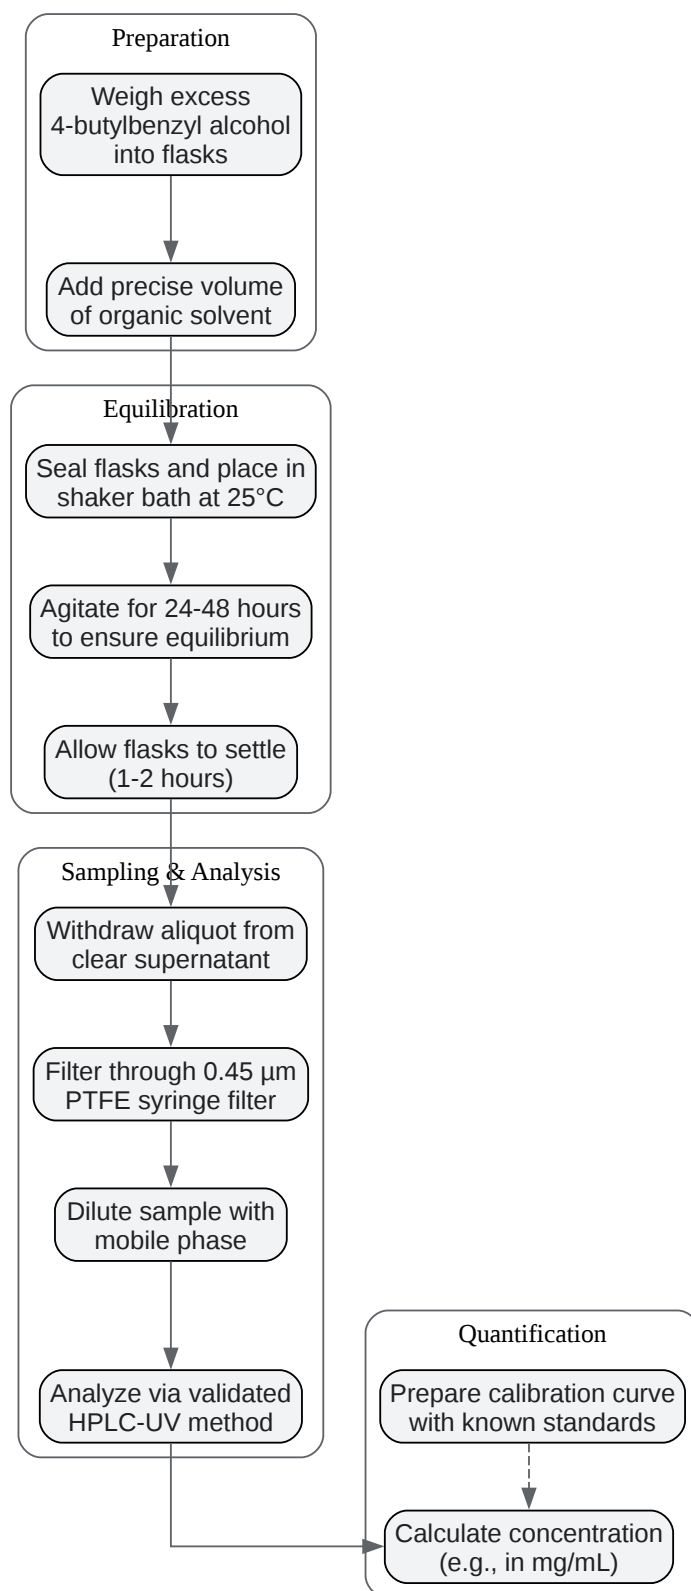 Preparation
Weigh excess
4-butylbenzyl alcohol
into flasks
Add precise volume
of organic solvent
Equilibration
Seal flasks and place in
shaker bath at 25°C
Agitate for 24-48 hours
to ensure equilibrium
Allow flasks to settle
(1-2 hours)
Sampling & Analysis
Withdraw aliquot from
clear supernatant
Filter through 0.45 µm
PTFE syringe filter
Dilute sample with
mobile phase
Analyze via validated
HPLC-UV method
Quantification
Prepare calibration curve
with known standards
Calculate concentration
(e.g., in mg/mL)